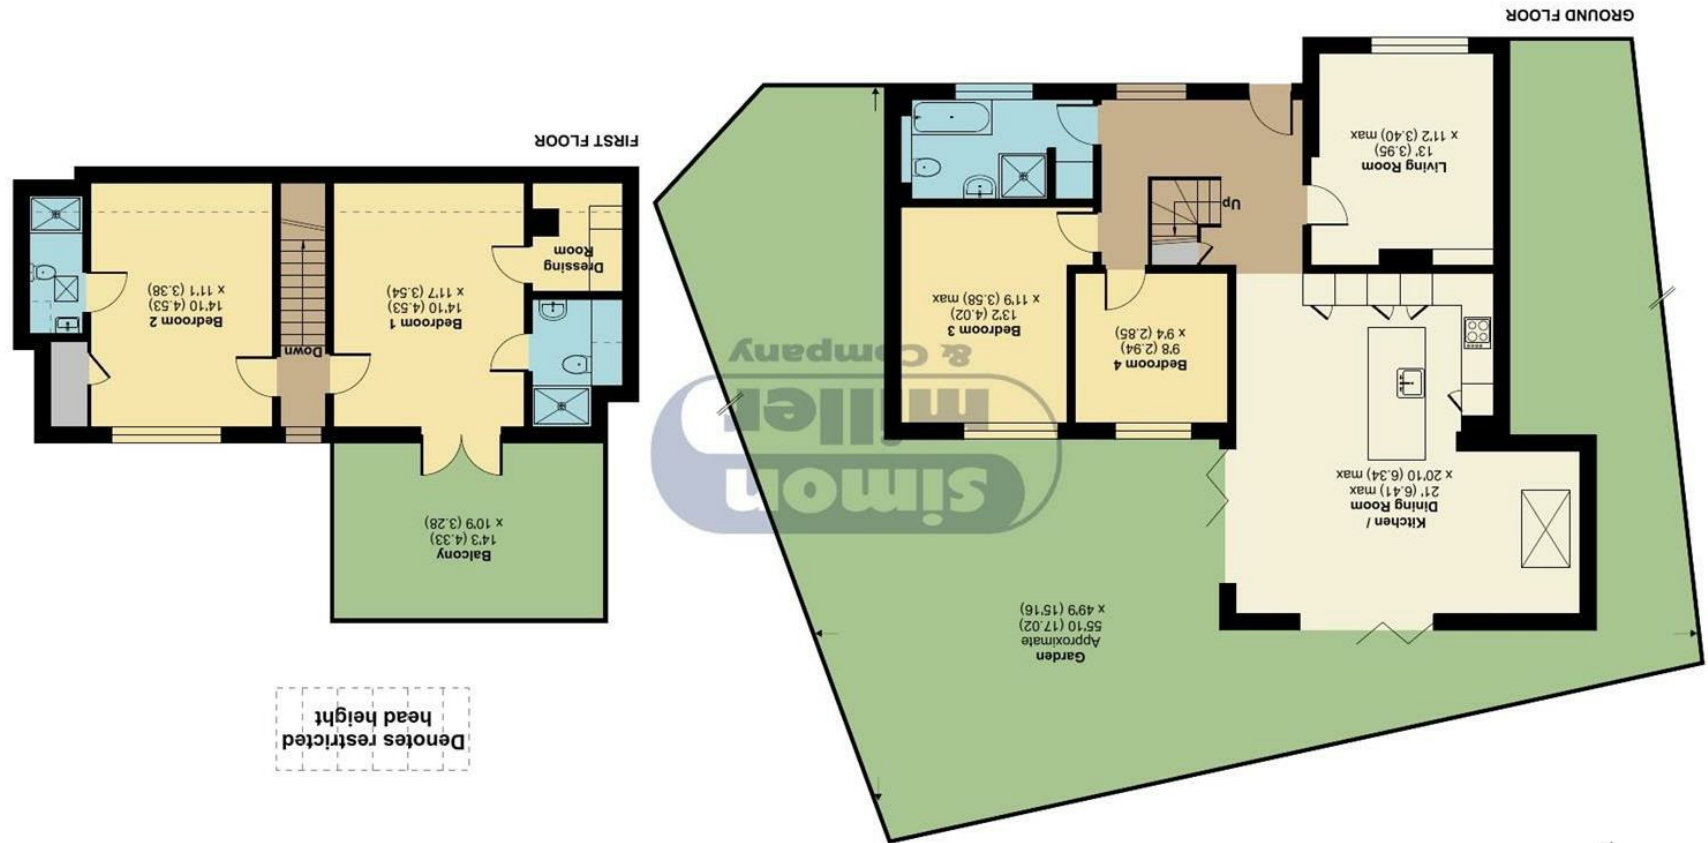 Denotes restricted
head height
Garden
Approximate
55'10 (17.02)
x 49'9 (15.16)
Balcony
14'3 (4.33)
x 10'9 (3.28)
Kitchen /
Dining Room
21' (6.41) max
x 20'10 (6.34) max
simon
miller
& Company
Bedroom 4
9'8 (2.94)
x 9'4 (2.85)
Bedroom 3
13'2 (4.02)
x 11'9 (3.58) max
Down
Bedroom 1
14'10 (4.53)
x 11'7 (3.54)
Bedroom 2
14'10 (4.53)
x 11'1 (3.38)
Dressing
Room
Up
Living Room
13' (3.95)
x 11'2 (3.40) max
FIRST FLOOR
GROUND FLOOR